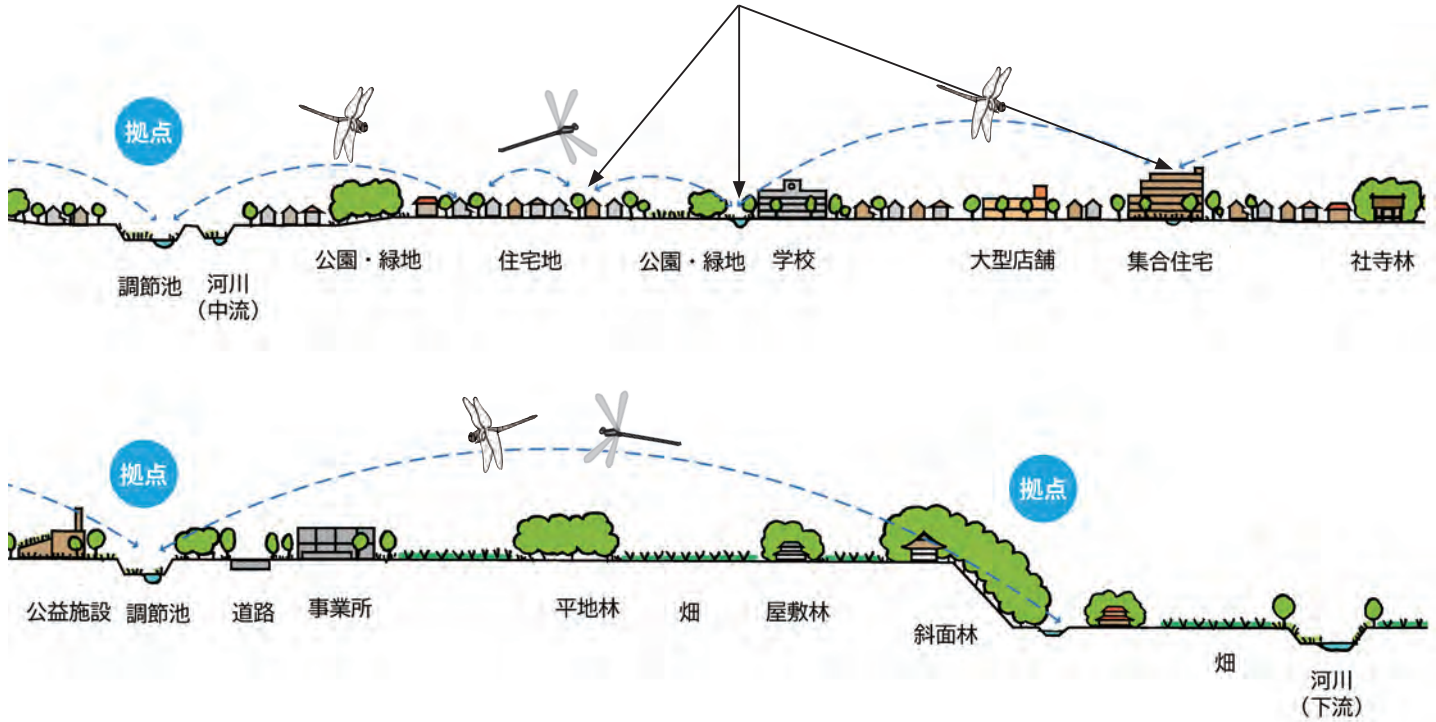 拠点
公園・緑地
住宅地
公園・緑地
学校
大型店舗
集合住宅
社寺林
調節池
河川
（中流）
拠点
拠点
公益施設
調節池
道路
事業所
平地林
畑
屋敷林
斜面林
畑
河川
（下流）